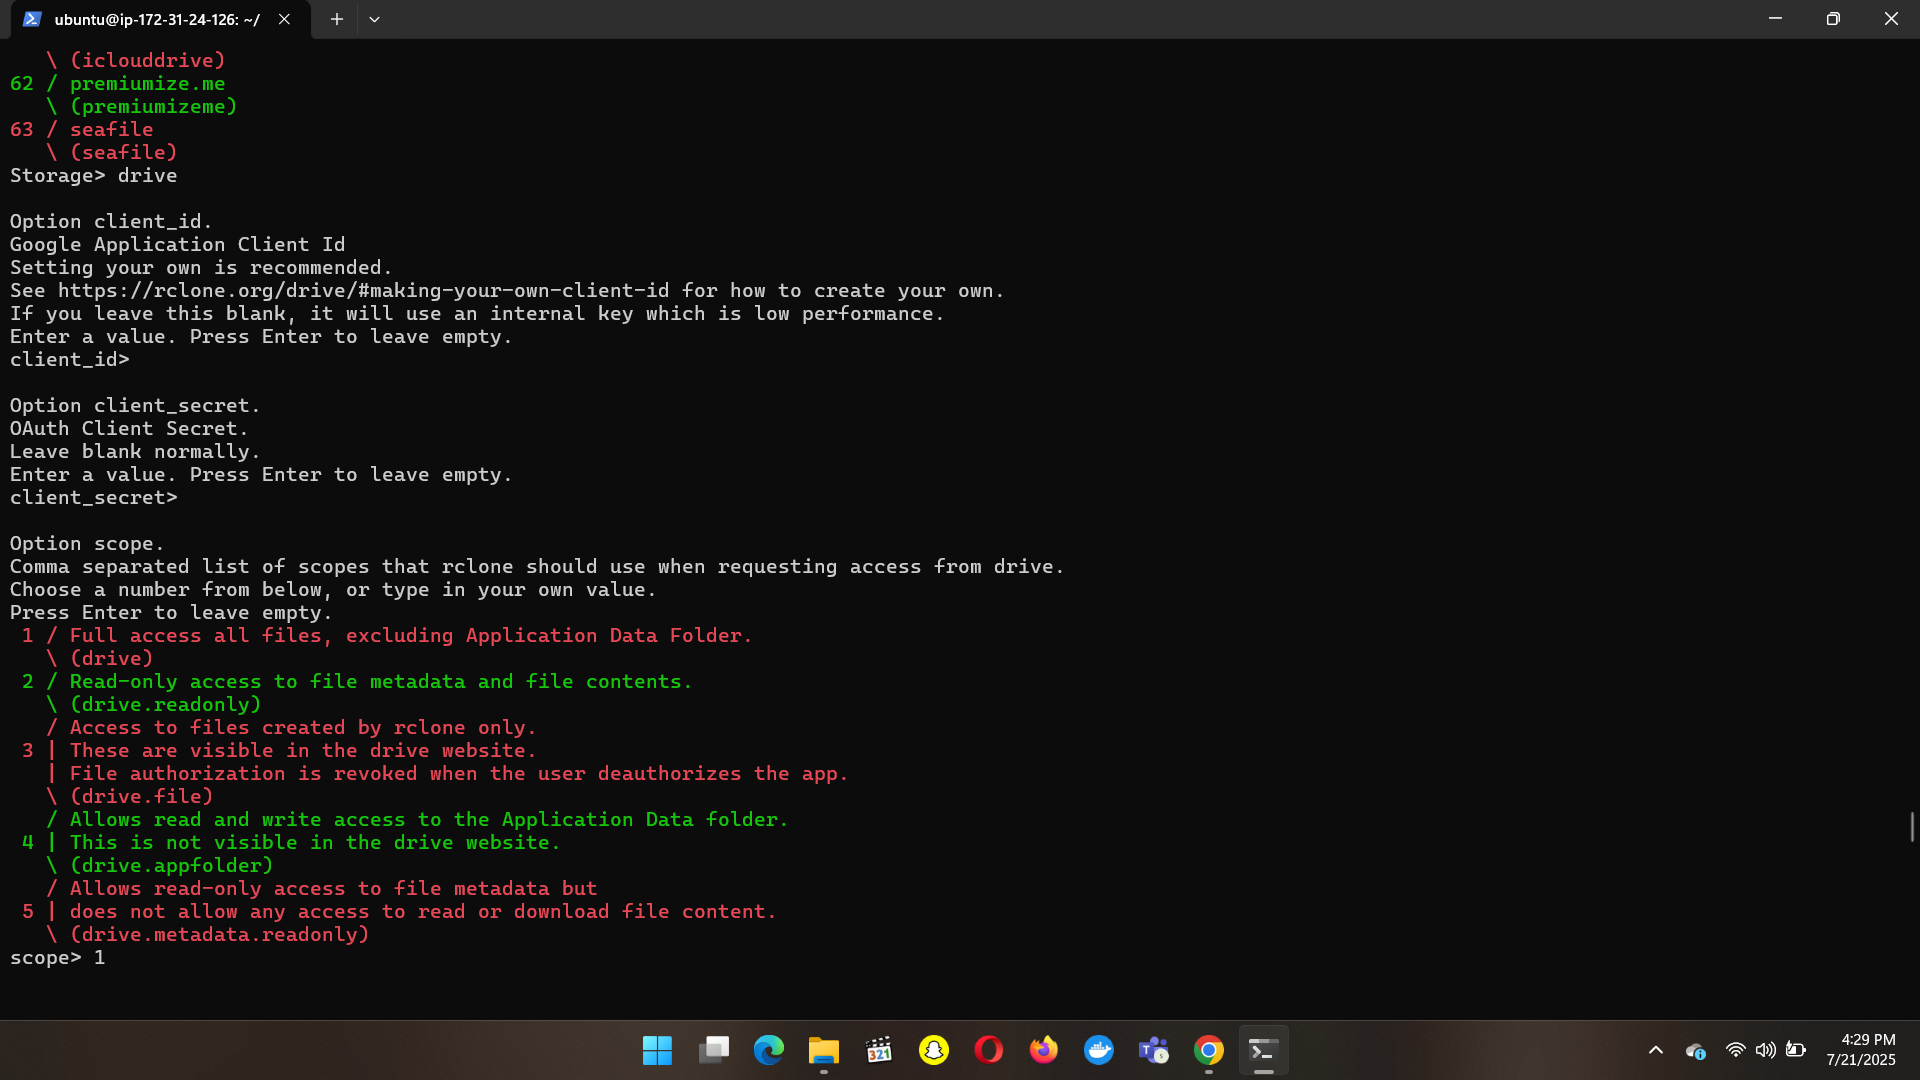 ubuntu@ip-172-31-24-126: ~/
   \ (iclouddrive)
62 / premiumize.me
   \ (premiumizeme)
63 / seafile
   \ (seafile)
Storage> drive

Option client_id.
Google Application Client Id
Setting your own is recommended.
See https://rclone.org/drive/#making-your-own-client-id for how to create your own.
If you leave this blank, it will use an internal key which is low performance.
Enter a value. Press Enter to leave empty.
client_id>

Option client_secret.
OAuth Client Secret.
Leave blank normally.
Enter a value. Press Enter to leave empty.
client_secret>

Option scope.
Comma separated list of scopes that rclone should use when requesting access from drive.
Choose a number from below, or type in your own value.
Press Enter to leave empty.
 1 / Full access all files, excluding Application Data Folder.
   \ (drive)
 2 / Read-only access to file metadata and file contents.
   \ (drive.readonly)
   / Access to files created by rclone only.
 3 | These are visible in the drive website.
   | File authorization is revoked when the user deauthorizes the app.
   \ (drive.file)
   / Allows read and write access to the Application Data folder.
 4 | This is not visible in the drive website.
   \ (drive.appfolder)
   / Allows read-only access to file metadata but
 5 | does not allow any access to read or download file content.
   \ (drive.metadata.readonly)
scope> 1
321
T
4:29 PM
7/21/2025